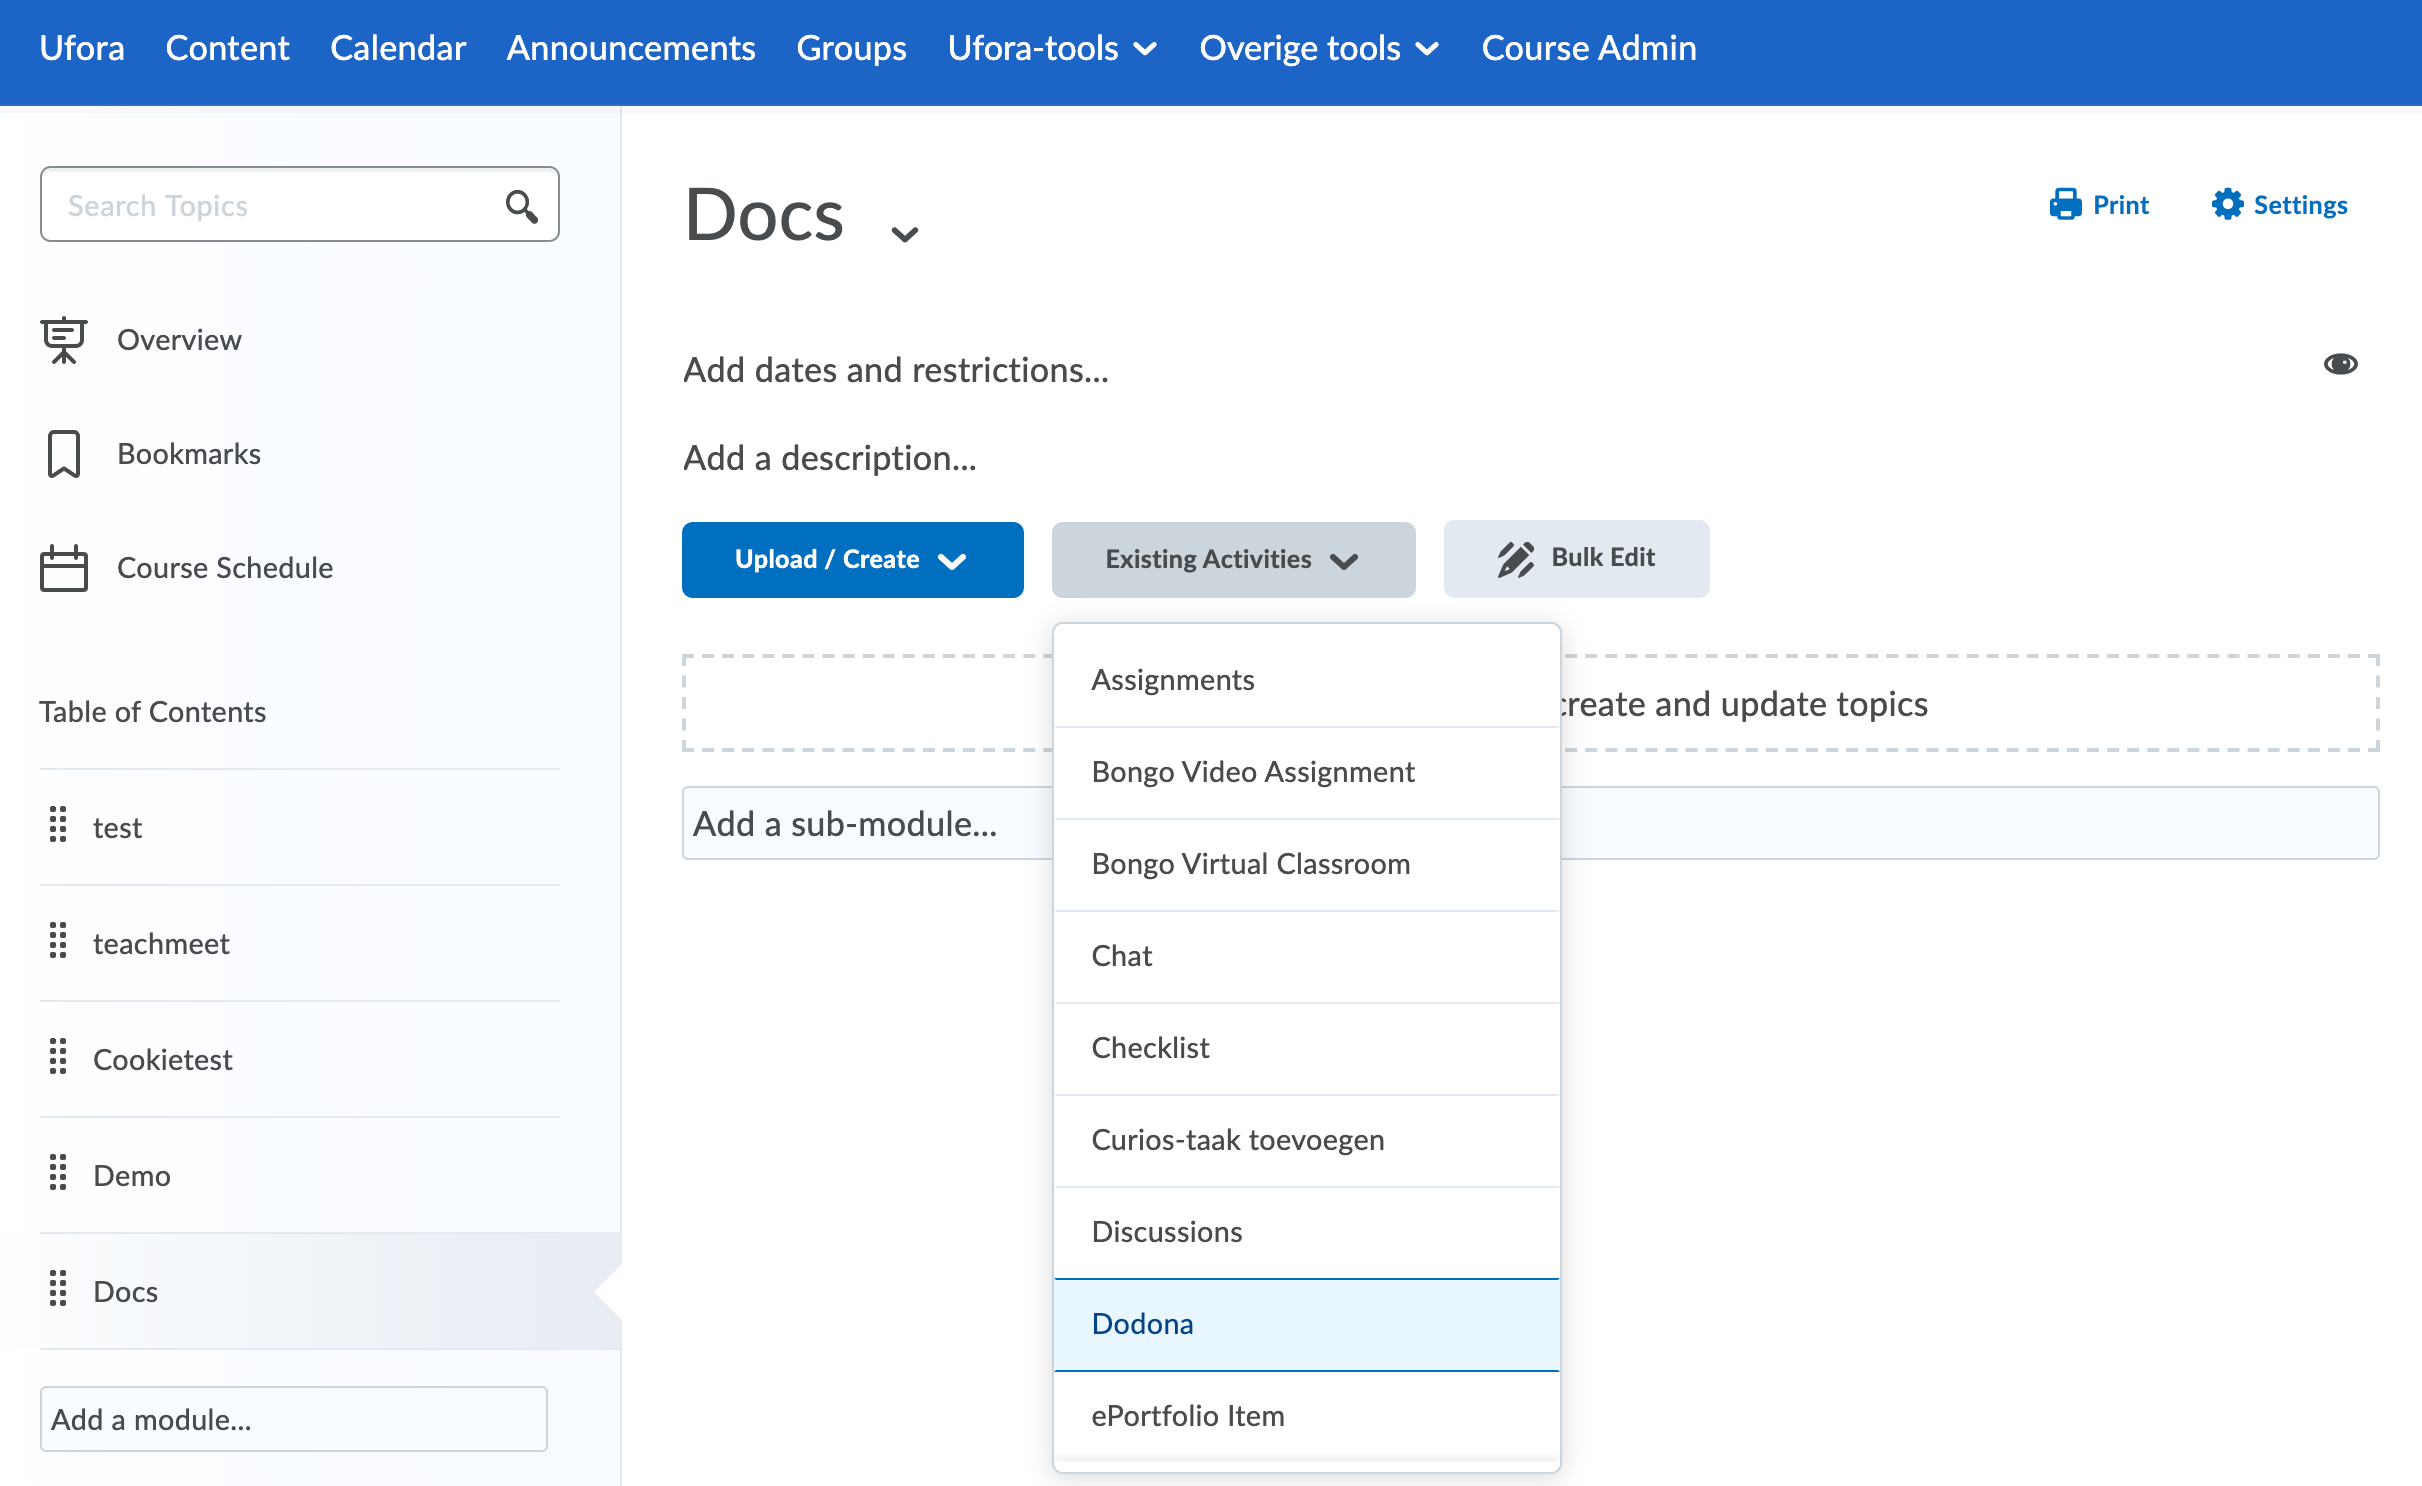 Ufora Content Calendar Announcements Groups Ufora-tools Overige tools Course Admin
Search Topics
Overview
Bookmarks
Course Schedule
Table of Contents
test
teachmeet
Cookietest
Demo
Docs
Add a module...
Docs
Print Settings
Add dates and restrictions...
Add a description...
Upload / Create Existing Activities Bulk Edit
create and update topics
Add a sub-module...
Assignments
Bongo Video Assignment
Bongo Virtual Classroom
Chat
Checklist
Curios-taak toevoegen
Discussions
Dodona
ePortfolio Item